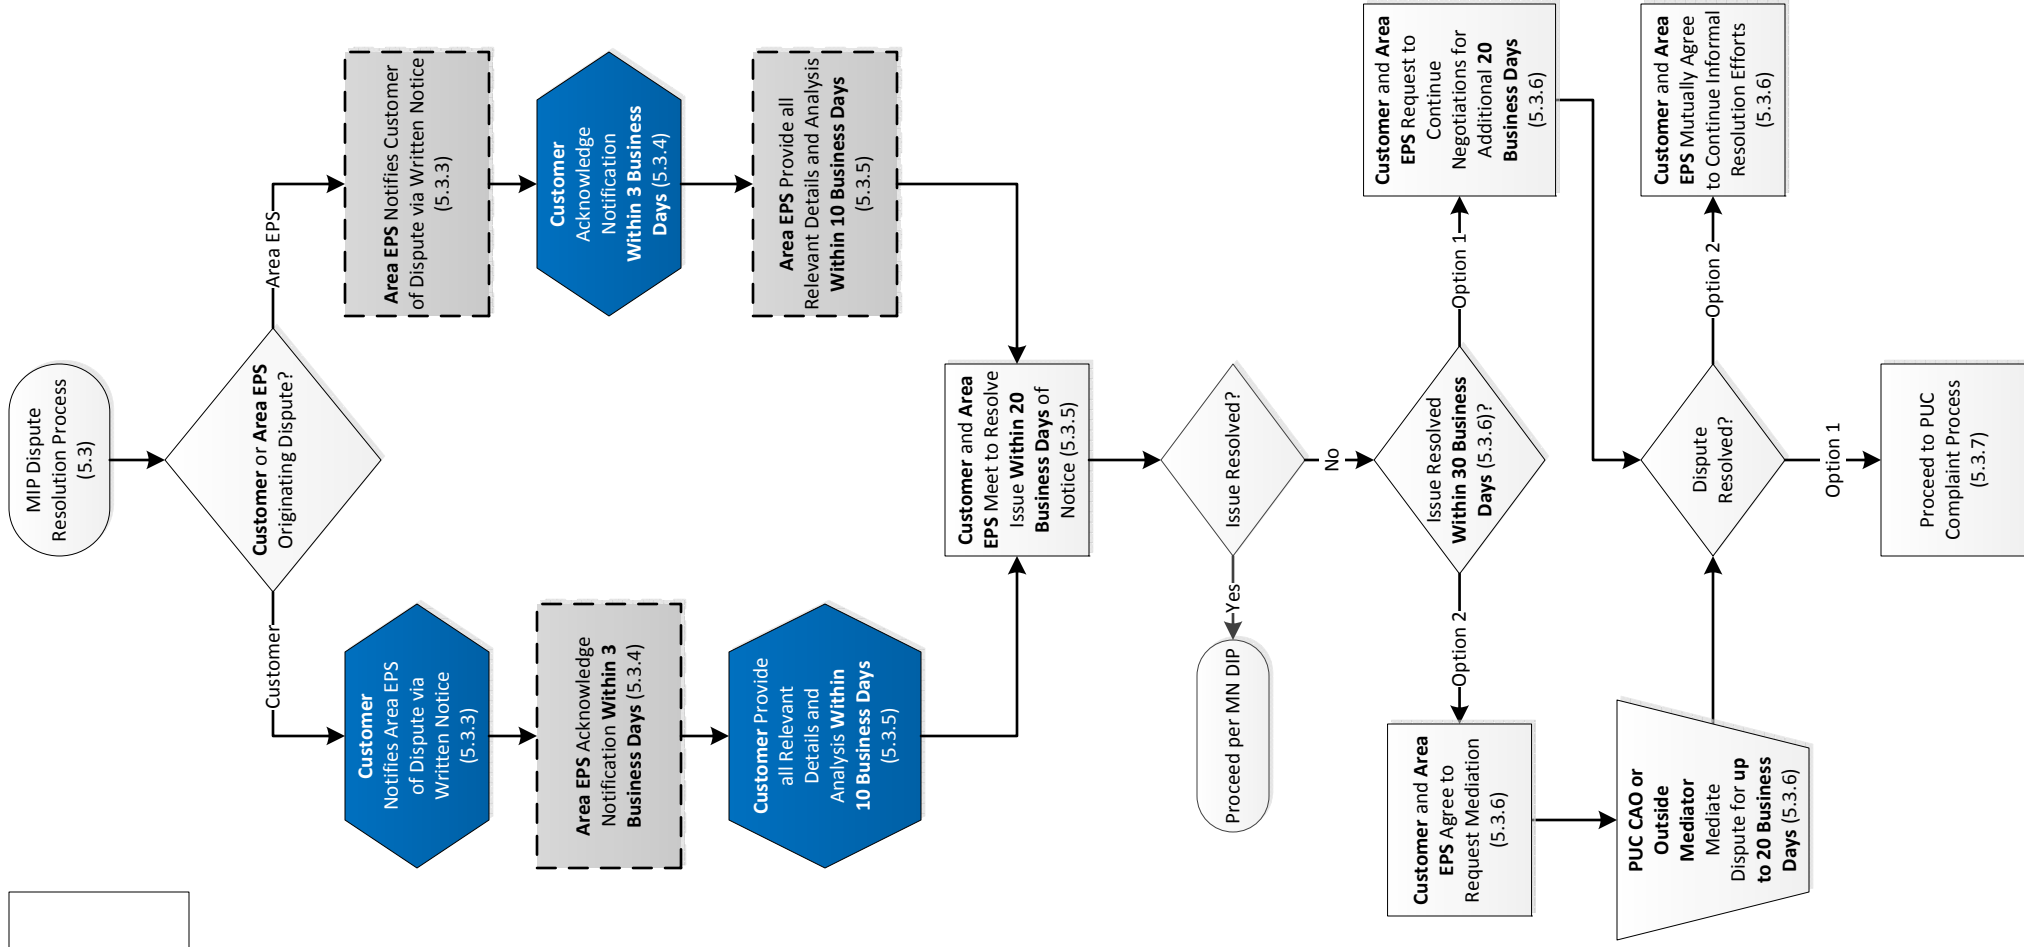 MIP Dispute
Resolution Process
(5.3)
Customer or Area EPS
Originating Dispute?
Customer
Area EPS
Customer
Notifies Area EPS
of Dispute via
Written Notice
(5.3.3)
Area EPS Acknowledge
Notification Within 3
Business Days (5.3.4)
Customer Provide
all Relevant
Details and
Analysis Within
10 Business Days
(5.3.5)
Area EPS Notifies Customer
of Dispute via Written Notice
(5.3.3)
Customer
Acknowledge
Notification
Within 3 Business
Days (5.3.4)
Area EPS Provide all
Relevant Details and Analysis
Within 10 Business Days
(5.3.5)
Customer and Area
EPS Meet to Resolve
Issue Within 20
Business Days of
Notice (5.3.5)
Issue Resolved?
Yes
Proceed per MN DIP
No
Issue Resolved
Within 30 Business
Days (5.3.6)?
Option 2
Option 1
Customer and Area
EPS Agree to
Request Mediation
(5.3.6)
Customer and Area
EPS Request to
Continue
Negotiations for
Additional 20
Business Days
(5.3.6)
PUC CAO or
Outside
Mediator
Mediate
Dispute for up
to 20 Business
Days (5.3.6)
Dispute
Resolved?
Option 2
Customer and Area
EPS Mutually Agree
to Continue Informal
Resolution Efforts
(5.3.6)
Option 1
Proceed to PUC
Complaint Process
(5.3.7)